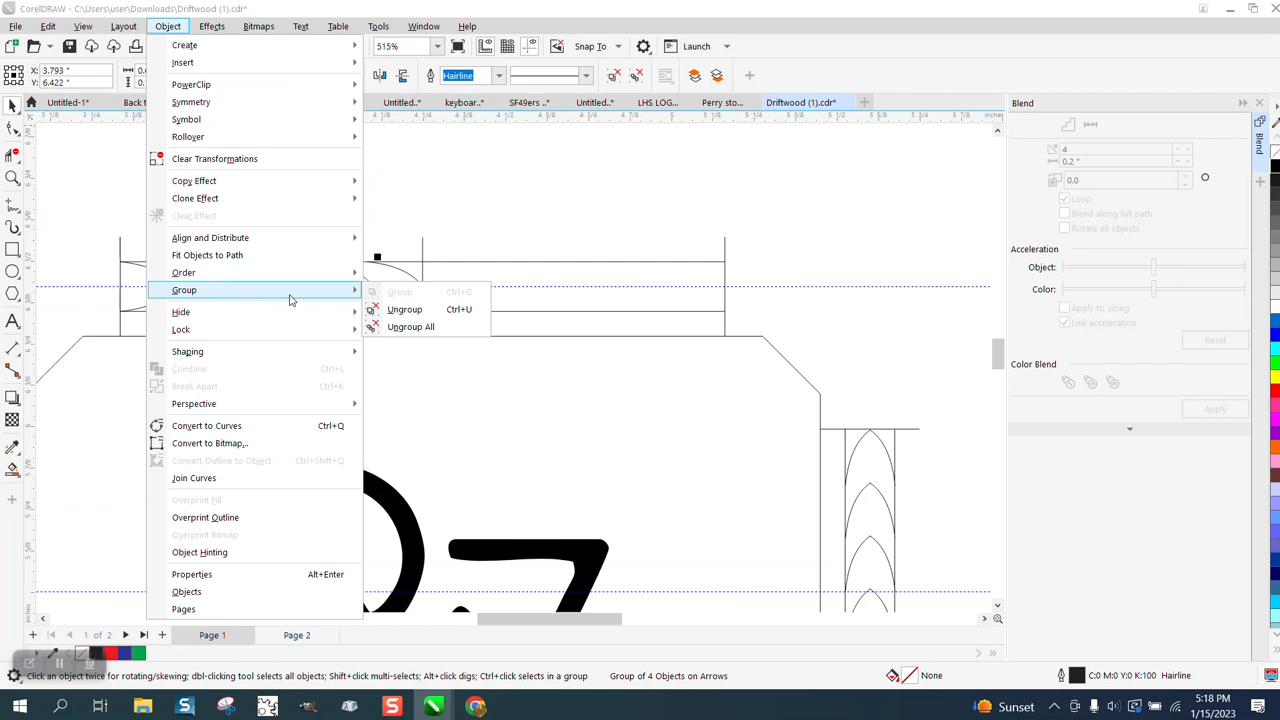 CorelDRAW - C:\Users\user\Downloads\Driftwood (1).cdr*
File Edit View Layout Object Effects Bitmaps Text Table Tools Window Help
515% Snap To Launch
X: 3.793 "
Y: 6.422 "
Hairline
Untitled-1* Back t Untitled..* keyboar..* SF49ers ..* Untitled..* LHS LOG... Perry sto... Driftwood (1).cdr*
inches
Create
Insert
PowerClip
Symmetry
Symbol
Rollover
Clear Transformations
Copy Effect
Clone Effect
Clear Effect
Align and Distribute
Fit Objects to Path
Order
Group
Hide
Lock
Shaping
Combine Ctrl+L
Break Apart Ctrl+K
Perspective
Convert to Curves Ctrl+Q
Convert to Bitmap...
Convert Outline to Object Ctrl+Shift+Q
Join Curves
Overprint Fill
Overprint Outline
Overprint Bitmap
Object Hinting
Properties Alt+Enter
Objects
Pages
Group Ctrl+G
Ungroup Ctrl+U
Ungroup All
Blend
4
0.2 "
0.0
Loop
Blend along full path
Rotate all objects
Acceleration
Object:
Color:
Apply to sizing
Link acceleration
Reset
Color Blend
Apply
Blend
1 of 2 Page 1 Page 2
Click an object twice for rotating/skewing; dbl-clicking tool selects all objects; Shift+click multi-selects; Alt+click digs; Ctrl+click selects in a group Group of 4 Objects on Arrows None C:0 M:0 Y:0 K:100 Hairline
Sunset
5:18 PM
1/15/2023